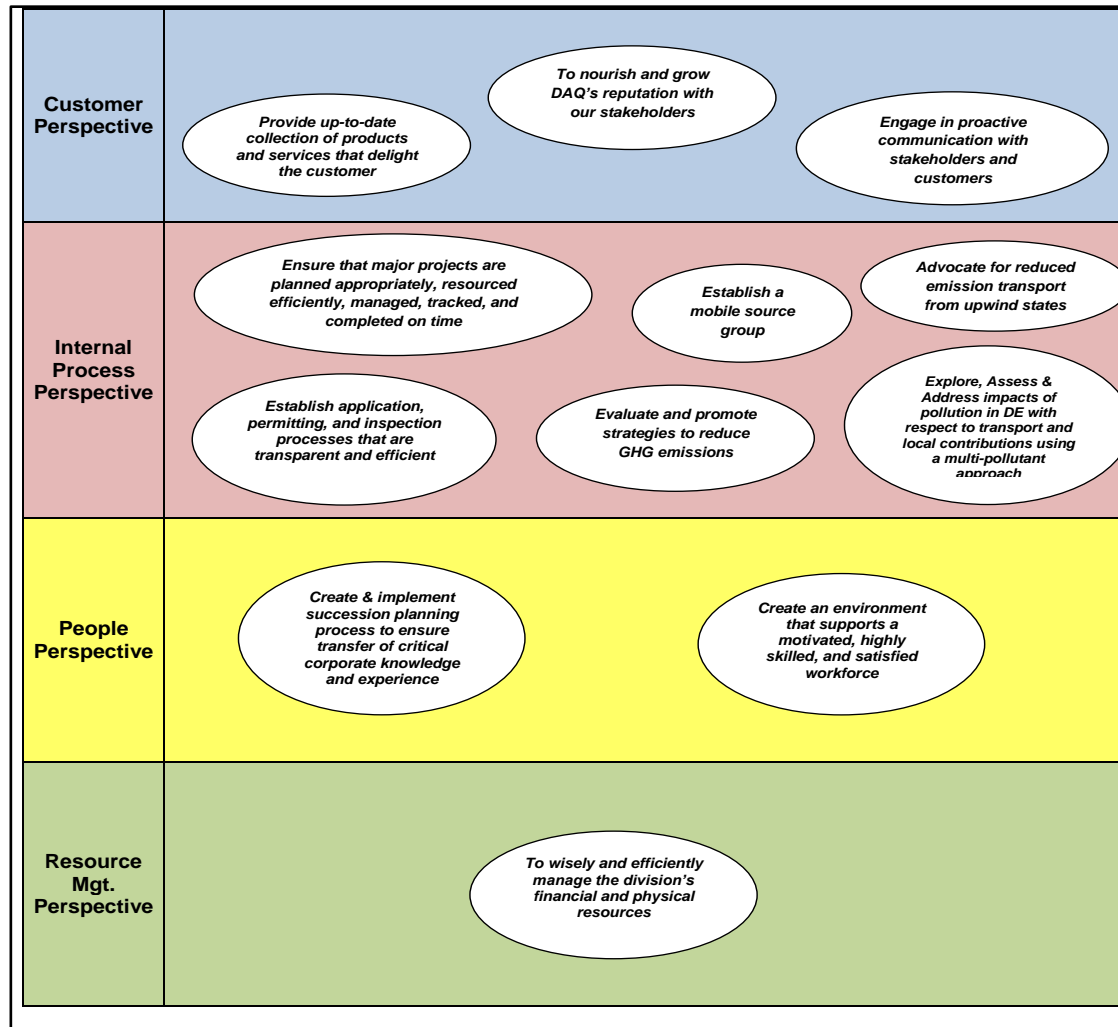 Customer
Perspective
Provide up-to-date
collection of products
and services that delight
the customer
To nourish and grow
DAQ's reputation with
our stakeholders
Engage in proactive
communication with
stakeholders and
customers
Internal
Process
Perspective
Ensure that major projects are
planned appropriately, resourced
efficiently, managed, tracked, and
completed on time
Establish a
mobile source
group
Advocate for reduced
emission transport
from upwind states
Establish application,
permitting, and inspection
processes that are
transparent and efficient
Evaluate and promote
strategies to reduce
GHG emissions
Explore, Assess &
Address impacts of
pollution in DE with
respect to transport and
local contributions using
a multi-pollutant
approach
People
Perspective
Create & implement
succession planning
process to ensure
transfer of critical
corporate knowledge
and experience
Create an environment
that supports a
motivated, highly
skilled, and satisfied
workforce
Resource
Mgt.
Perspective
To wisely and efficiently
manage the division's
financial and physical
resources